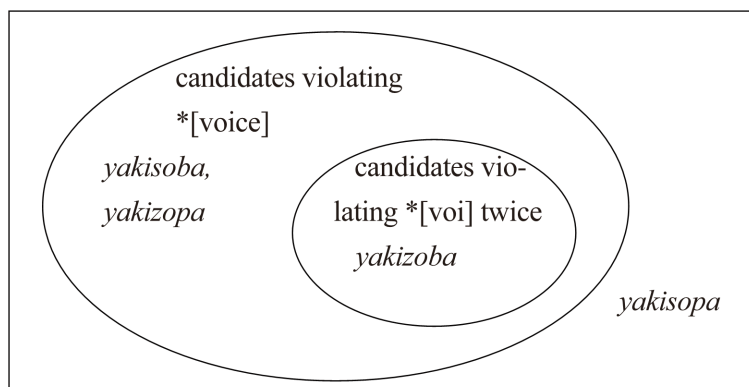 candidates violating
*[voice]
yakisoba,
yakizopa
candidates vio-
lating *[voi] twice
yakizoba
yakisopa